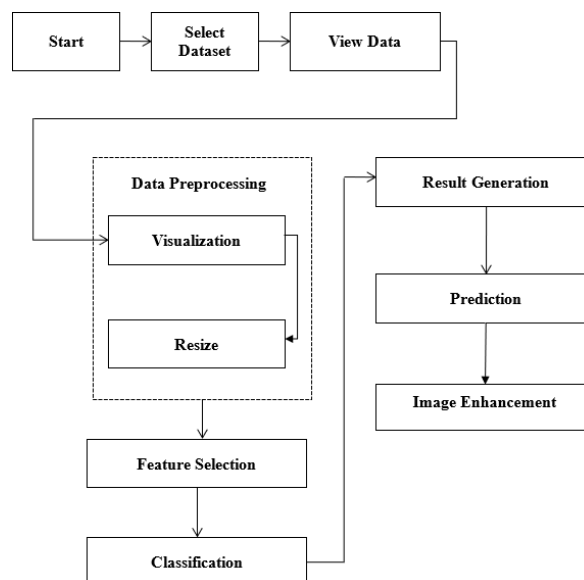 Start
Select
Dataset
View Data
Data Preprocessing
Visualization
Resize
Feature Selection
Classification
Result Generation
Prediction
Image Enhancement